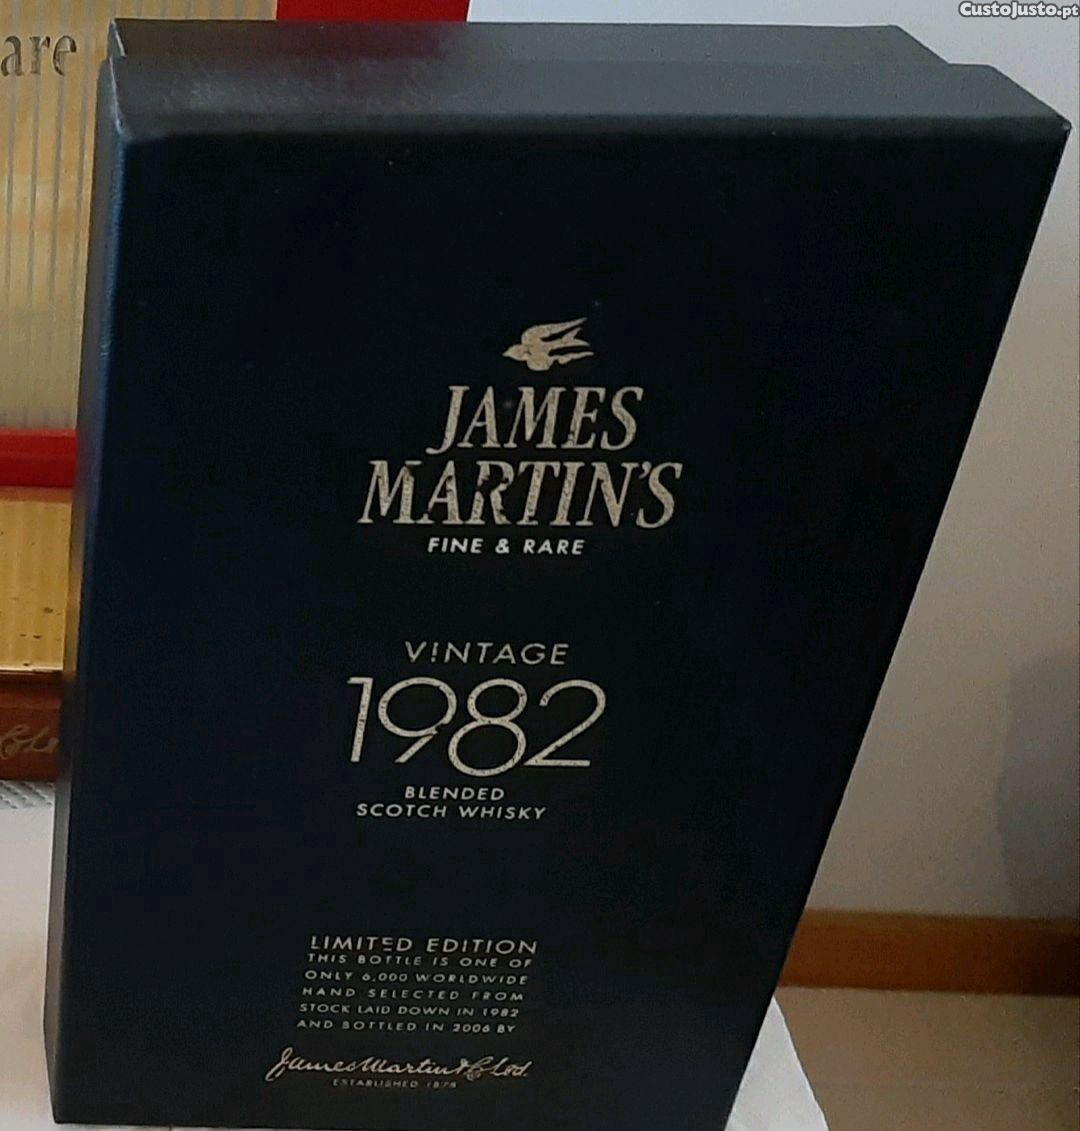 CustoJusto.pt
are
JAMES
MARTIN'S
FINE & RARE
VINTAGE
1982
BLENDED
SCOTCH WHISKY
LIMITED EDITION
THIS BOTTLE IS ONE OF
ONLY 6,000 WORLDWIDE
HAND SELECTED FROM
STOCK LAID DOWN IN 1982
AND BOTTLED IN 2006 BY
James Martin & Co Ltd.
ESTABLISHED 1878